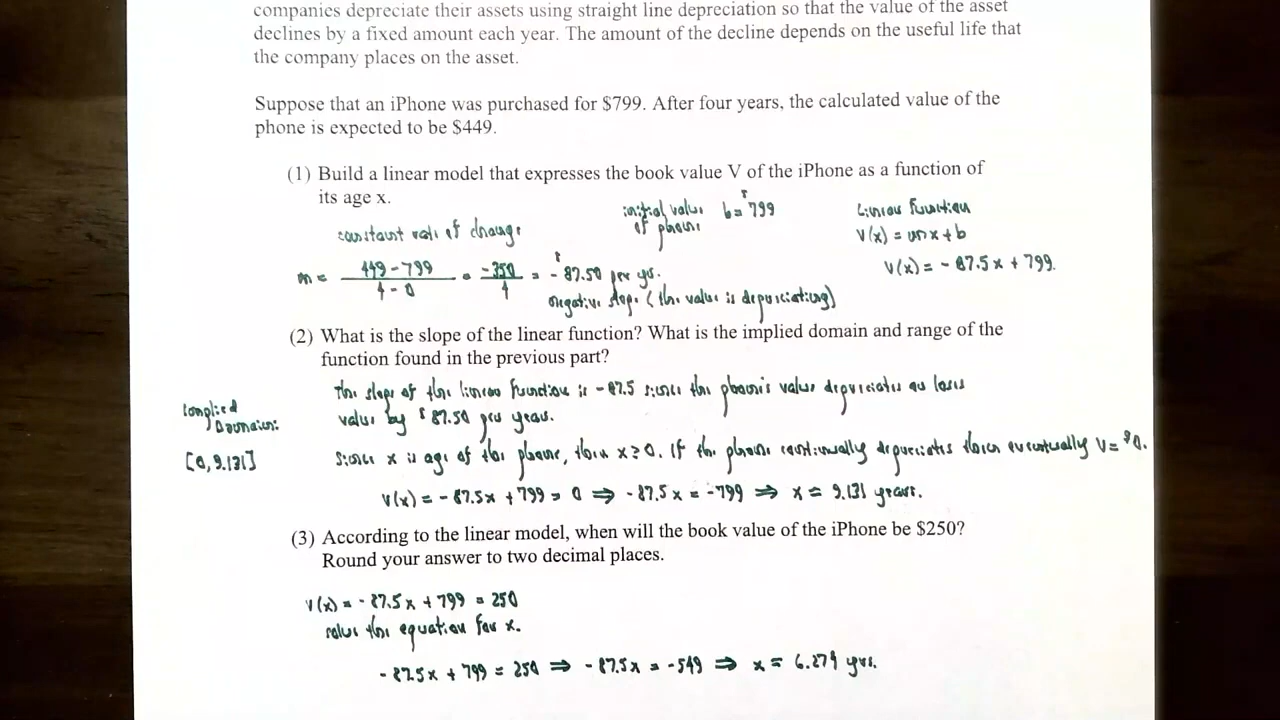 companies depreciate their assets using straight line depreciation so that the value of the asset
declines by a fixed amount each year. The amount of the decline depends on the useful life that
the company places on the asset.
Suppose that an iPhone was purchased for $799. After four years, the calculated value of the
phone is expected to be $449.
(1) Build a linear model that expresses the book value V of the iPhone as a function of
its age x.
constant rate of change
m = 449-799 / 4-0 = -350 / 4 = -$87.50 per yr.
negative slope (the value is depreciating)
initial value of phone b = $799
Linear Function
V(x) = mx + b
V(x) = -87.5x + 799.
(2) What is the slope of the linear function? What is the implied domain and range of the
function found in the previous part?
The slope of the linear function is -87.5 since the phone's value depreciates or loses
value by $87.50 per year.
Implied
Domain:
[0, 9.131]
Since x is age of the phone, then x ≥ 0. If the phone continually depreciates then eventually V = $0.
V(x) = -87.5x + 799 = 0 ⟹ -87.5x = -799 ⟹ x = 9.131 years.
(3) According to the linear model, when will the book value of the iPhone be $250?
Round your answer to two decimal places.
V(x) = -87.5x + 799 = 250
solve the equation for x.
-87.5x + 799 = 250 ⟹ -87.5x = -549 ⟹ x = 6.274 yrs.